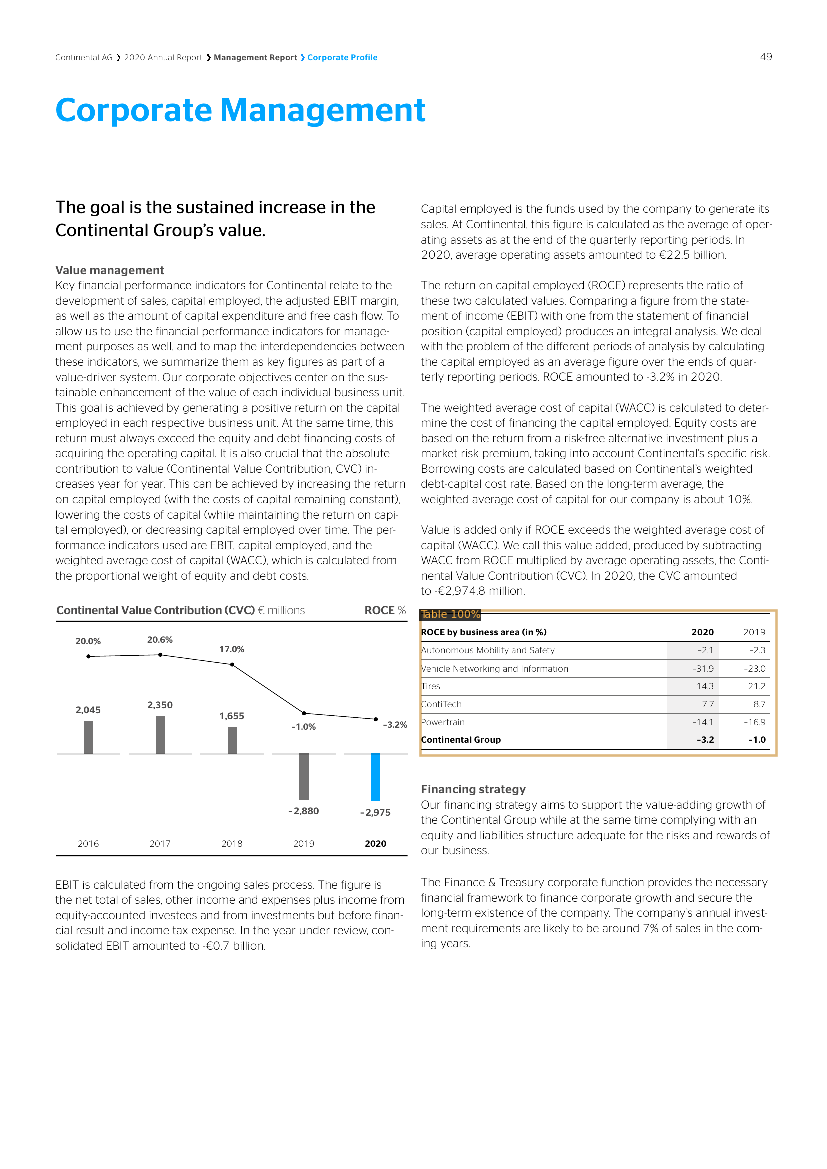 Continental AG ❯ 2020 Annual Report ❯ Management Report ❯ Corporate Profile 49
Corporate Management
The goal is the sustained increase in the
Continental Group's value.
Value management
Key financial performance indicators for Continental relate to the
development of sales, capital employed, the adjusted EBIT margin,
as well as the amount of capital expenditure and free cash flow. To
allow us to use the financial performance indicators for manage-
ment purposes as well, and to map the interdependencies between
these indicators, we summarize them as key figures as part of a
value-driver system. Our corporate objectives center on the sus-
tainable enhancement of the value of each individual business unit.
This goal is achieved by generating a positive return on the capital
employed in each respective business unit. At the same time, this
return must always exceed the equity and debt financing costs of
acquiring the operating capital. It is also crucial that the absolute
contribution to value (Continental Value Contribution, CVC) in-
creases year for year. This can be achieved by increasing the return
on capital employed (with the costs of capital remaining constant),
lowering the costs of capital (while maintaining the return on capi-
tal employed), or decreasing capital employed over time. The per-
formance indicators used are EBIT, capital employed, and the
weighted average cost of capital (WACC), which is calculated from
the proportional weight of equity and debt costs.
Continental Value Contribution (CVC) € millions ROCE %
20.0% 20.6% 17.0% –1.0% –3.2%
2,045 2,350 1,655 –2,880 –2,975
2016 2017 2018 2019 2020
EBIT is calculated from the ongoing sales process. The figure is
the net total of sales, other income and expenses plus income from
equity-accounted investees and from investments but before finan-
cial result and income tax expense. In the year under review, con-
solidated EBIT amounted to -€0.7 billion.
Capital employed is the funds used by the company to generate its
sales. At Continental, this figure is calculated as the average of oper-
ating assets as at the end of the quarterly reporting periods. In
2020, average operating assets amounted to €22.5 billion.
The return on capital employed (ROCE) represents the ratio of
these two calculated values. Comparing a figure from the state-
ment of income (EBIT) with one from the statement of financial
position (capital employed) produces an integral analysis. We deal
with the problem of the different periods of analysis by calculating
the capital employed as an average figure over the ends of quar-
terly reporting periods. ROCE amounted to -3.2% in 2020.
The weighted average cost of capital (WACC) is calculated to deter-
mine the cost of financing the capital employed. Equity costs are
based on the return from a risk-free alternative investment plus a
market risk premium, taking into account Continental's specific risk.
Borrowing costs are calculated based on Continental's weighted
debt-capital cost rate. Based on the long-term average, the
weighted average cost of capital for our company is about 10%.
Value is added only if ROCE exceeds the weighted average cost of
capital (WACC). We call this value added, produced by subtracting
WACC from ROCE multiplied by average operating assets, the Conti-
nental Value Contribution (CVC). In 2020, the CVC amounted
to -€2,974.8 million.
Table 100%
ROCE by business area (in %) 2020 2019
Autonomous Mobility and Safety –2.1 –2.3
Vehicle Networking and Information –31.9 –23.0
Tires 14.3 21.2
ContiTech 7.7 8.7
Powertrain –14.1 –16.9
Continental Group –3.2 –1.0
Financing strategy
Our financing strategy aims to support the value-adding growth of
the Continental Group while at the same time complying with an
equity and liabilities structure adequate for the risks and rewards of
our business.
The Finance & Treasury corporate function provides the necessary
financial framework to finance corporate growth and secure the
long-term existence of the company. The company's annual invest-
ment requirements are likely to be around 7% of sales in the com-
ing years.